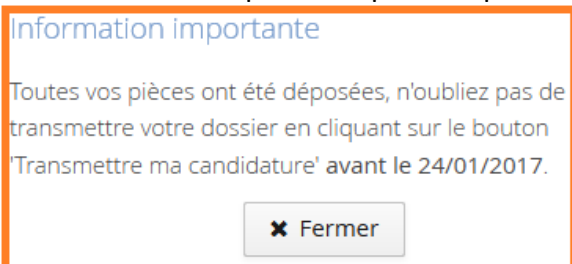 Information importante
Toutes vos pièces ont été déposées, n'oubliez pas de
transmettre votre dossier en cliquant sur le bouton
'Transmettre ma candidature' avant le 24/01/2017.
✖ Fermer